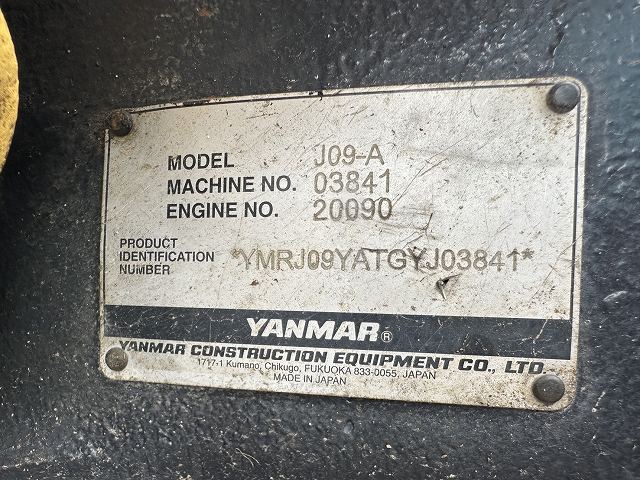 MODEL J09-A
MACHINE NO. 03841
ENGINE NO. 20090
PRODUCT
IDENTIFICATION
NUMBER *YMRJ09YATGYJ03841*
YANMAR®
YANMAR CONSTRUCTION EQUIPMENT CO., LTD.
1717-1 Kumano, Chikugo, FUKUOKA 833-0055, JAPAN
MADE IN JAPAN